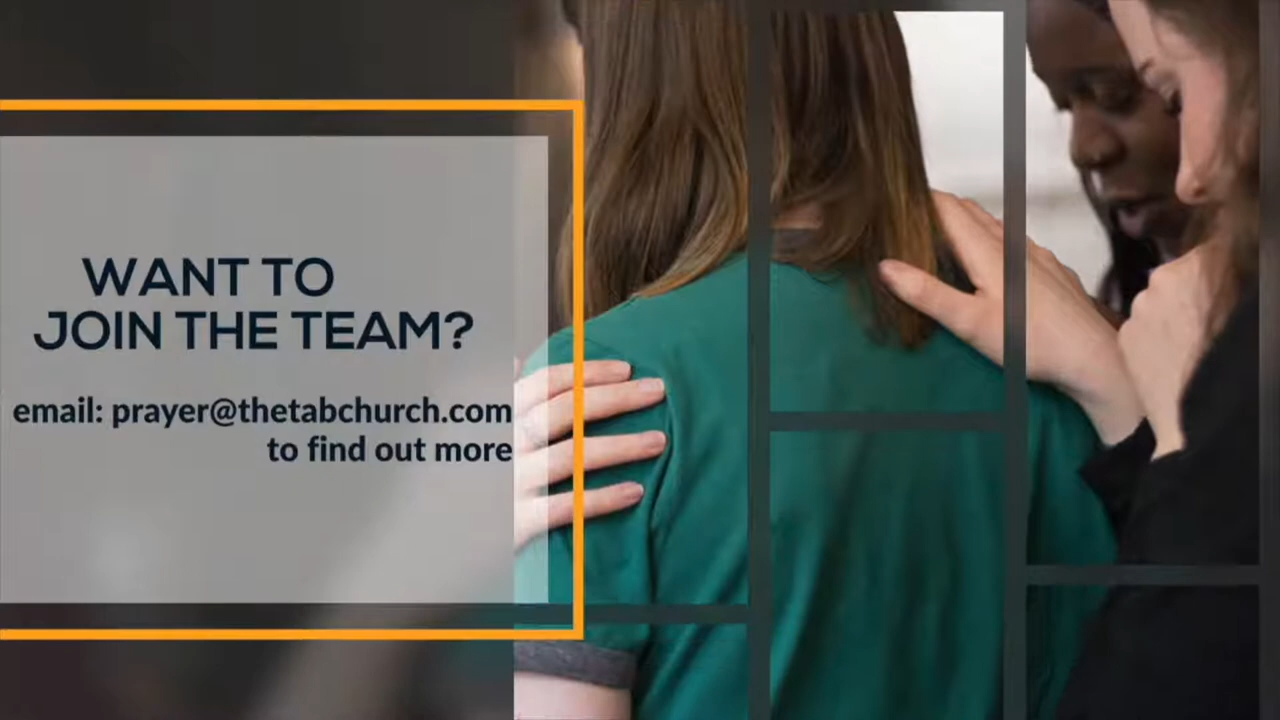 WANT TO
JOIN THE TEAM?
email: prayer@thetabchurch.com
to find out more